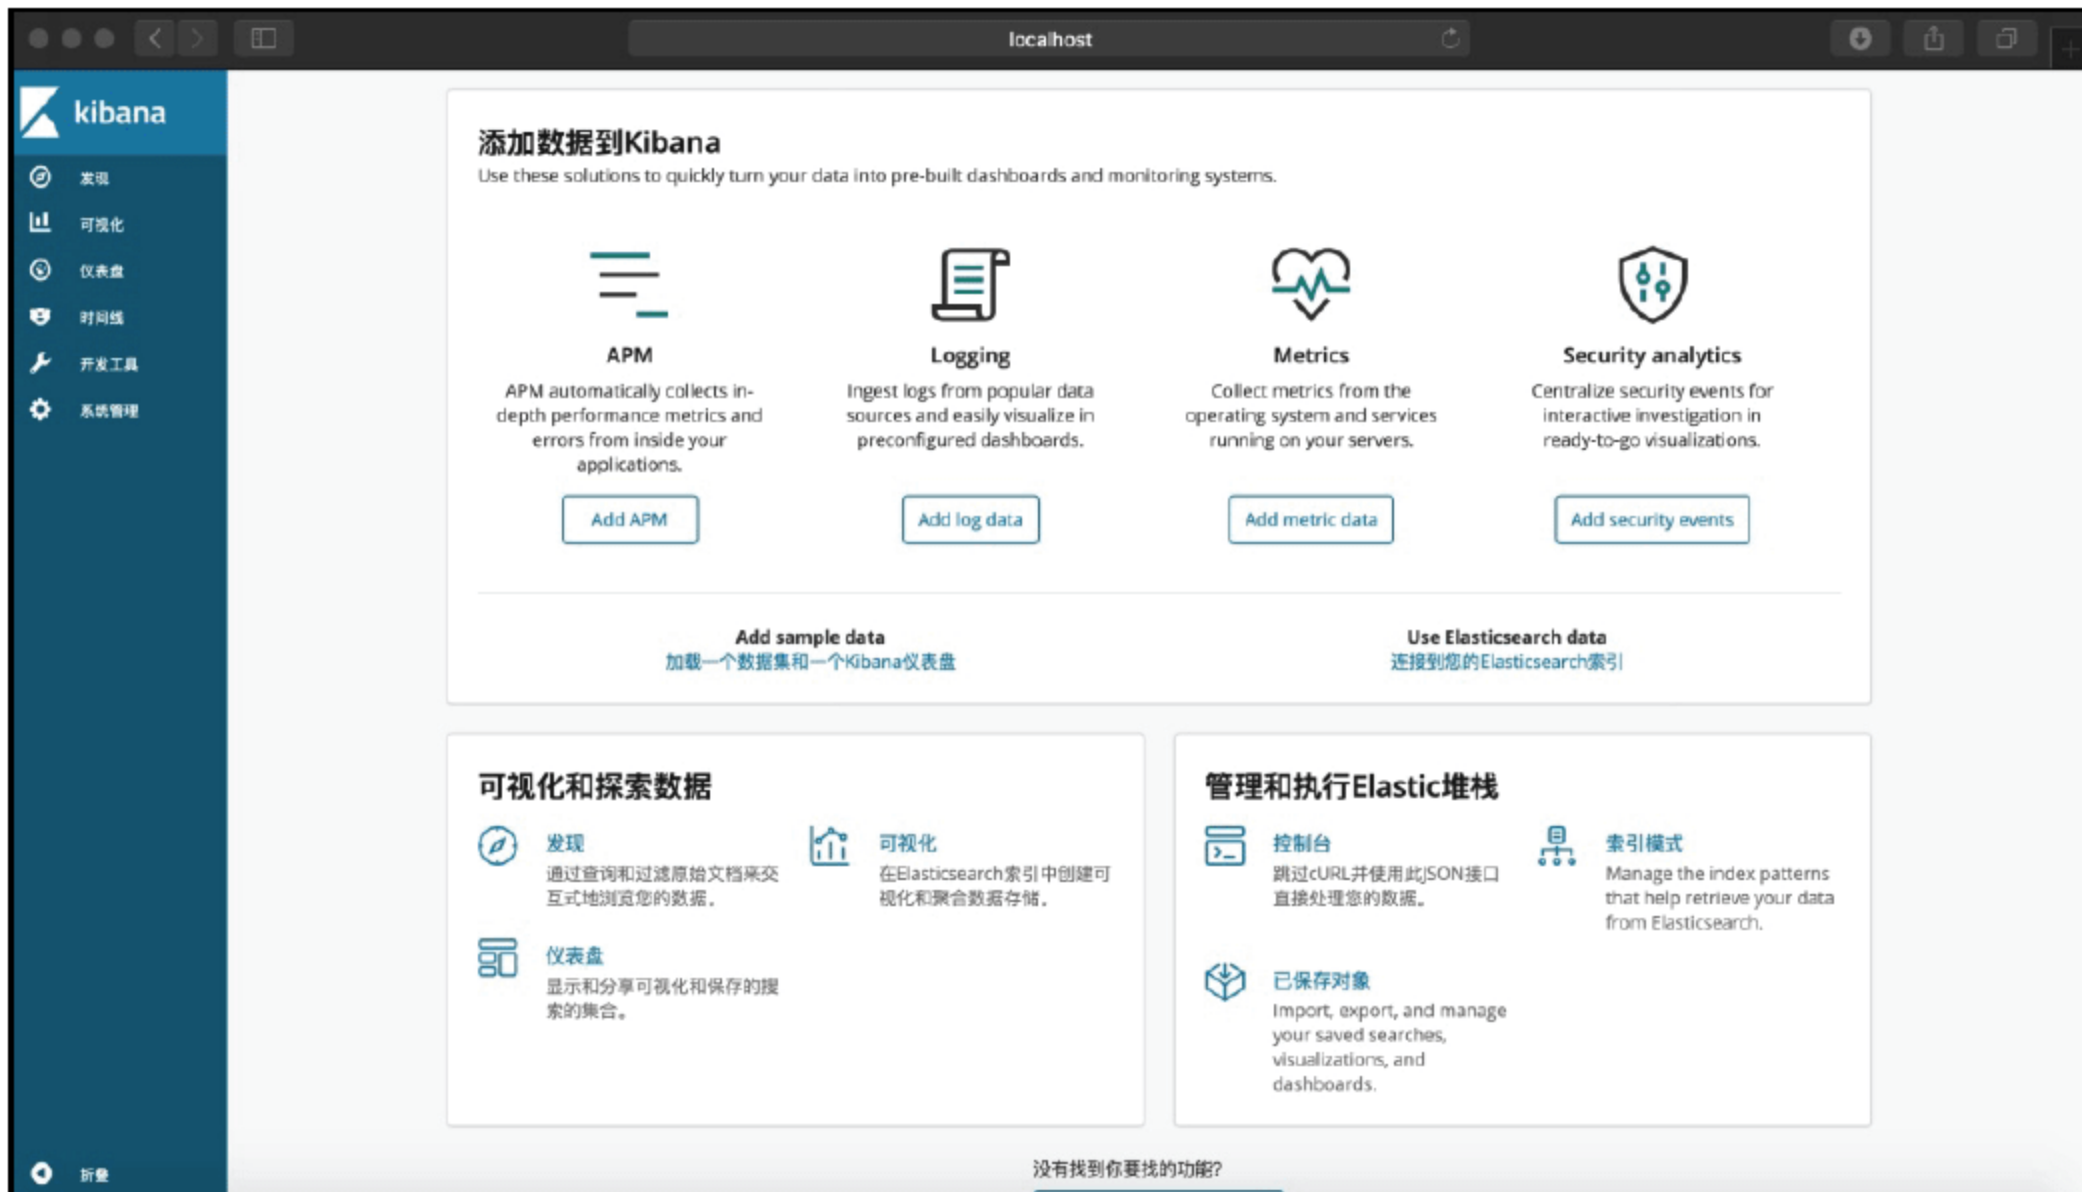 localhost
kibana
发现
可视化
仪表盘
时间线
开发工具
系统管理
折叠
添加数据到Kibana
Use these solutions to quickly turn your data into pre-built dashboards and monitoring systems.
APM
APM automatically collects in-
depth performance metrics and
errors from inside your
applications.
Add APM
Logging
Ingest logs from popular data
sources and easily visualize in
preconfigured dashboards.
Add log data
Metrics
Collect metrics from the
operating system and services
running on your servers.
Add metric data
Security analytics
Centralize security events for
interactive investigation in
ready-to-go visualizations.
Add security events
Add sample data
加载一个数据集和一个Kibana仪表盘
Use Elasticsearch data
连接到您的Elasticsearch索引
可视化和探索数据
发现
通过查询和过滤原始文档来交
互式地浏览您的数据。
可视化
在Elasticsearch索引中创建可
视化和聚合数据存储。
仪表盘
显示和分享可视化和保存的搜
索的集合。
管理和执行Elastic堆栈
控制台
跳过cURL并使用此JSON接口
直接处理您的数据。
索引模式
Manage the index patterns
that help retrieve your data
from Elasticsearch.
已保存对象
Import, export, and manage
your saved searches,
visualizations, and
dashboards.
没有找到你要找的功能?